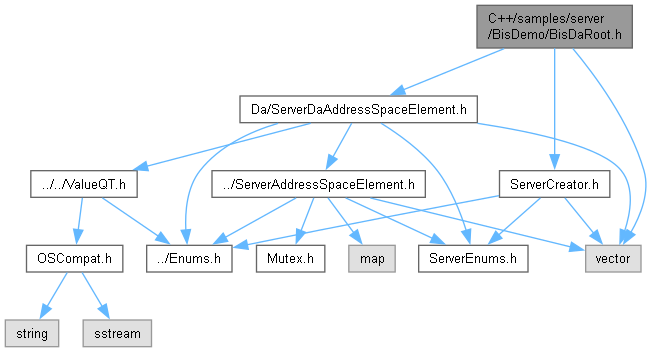 C++/samples/server
/BisDemo/BisDaRoot.h
Da/ServerDaAddressSpaceElement.h
../../ValueQT.h
../ServerAddressSpaceElement.h
ServerCreator.h
OSCompat.h
../Enums.h
Mutex.h
map
ServerEnums.h
vector
string
sstream